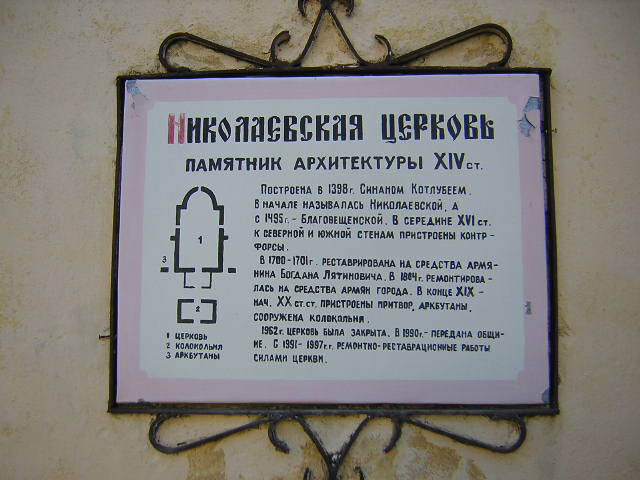 НИКОЛАЕВСКАЯ ЦЕРКОВЬ
ПАМЯТНИК АРХИТЕКТУРЫ XIV СТ.
ПОСТРОЕНА В 1398Г. СИНАНОМ КОТЛУБЕЕМ.
В НАЧАЛЕ НАЗЫВАЛАСЬ НИКОЛАЕВСКОЙ, А
С 1495Г.- БЛАГОВЕЩЕНСКОЙ. В СЕРЕДИНЕ XVI СТ.
К СЕВЕРНОЙ И ЮЖНОЙ СТЕНАМ ПРИСТРОЕНЫ КОНТР-
ФОРСЫ.
В 1700-1701Г. РЕСТАВРИРОВАНА НА СРЕДСТВА АРМЯ-
НИНА БОГДАНА ЛЯТИНОВИЧА. В 1804Г. РЕМОНТИРОВА-
ЛАСЬ НА СРЕДСТВА АРМЯН ГОРОДА. В КОНЦЕ XIX -
НАЧ. XX СТ.СТ. ПРИСТРОЕНЫ ПРИТВОР, АРКБУТАНЫ,
СООРУЖЕНА КОЛОКОЛЬНЯ.
1962Г. ЦЕРКОВЬ БЫЛА ЗАКРЫТА. В 1990Г.- ПЕРЕДАНА ОБЩИ-
НЕ. С 1991-1997Г.Г. РЕМОНТНО-РЕСТАВРАЦИОННЫЕ РАБОТЫ
СИЛАМИ ЦЕРКВИ.
1
3
2
1 ЦЕРКОВЬ
2 КОЛОКОЛЬНЯ
3 АРКБУТАНЫ